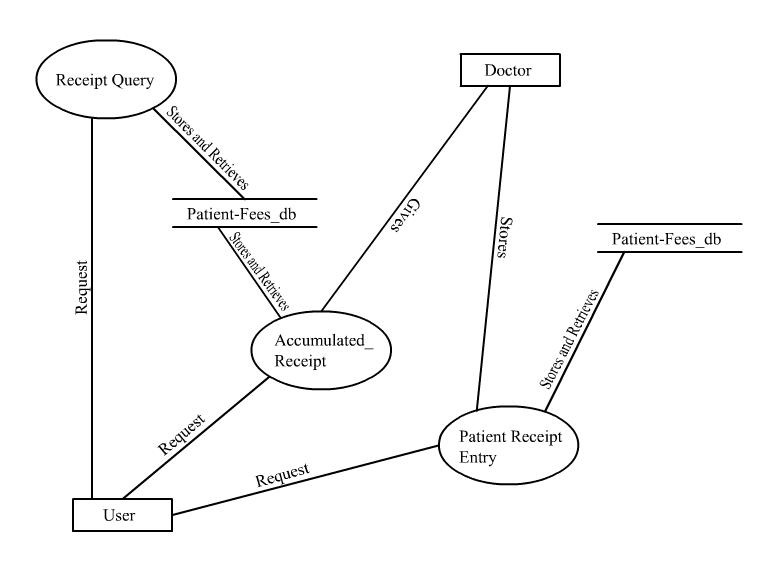 Receipt Query
Doctor
Stores and Retrieves
Patient-Fees_db
Gives
Stores
Patient-Fees_db
Stores and Retrieves
Request
Stores and Retrieves
Accumulated_
Receipt
Request
Patient Receipt
Entry
Request
User